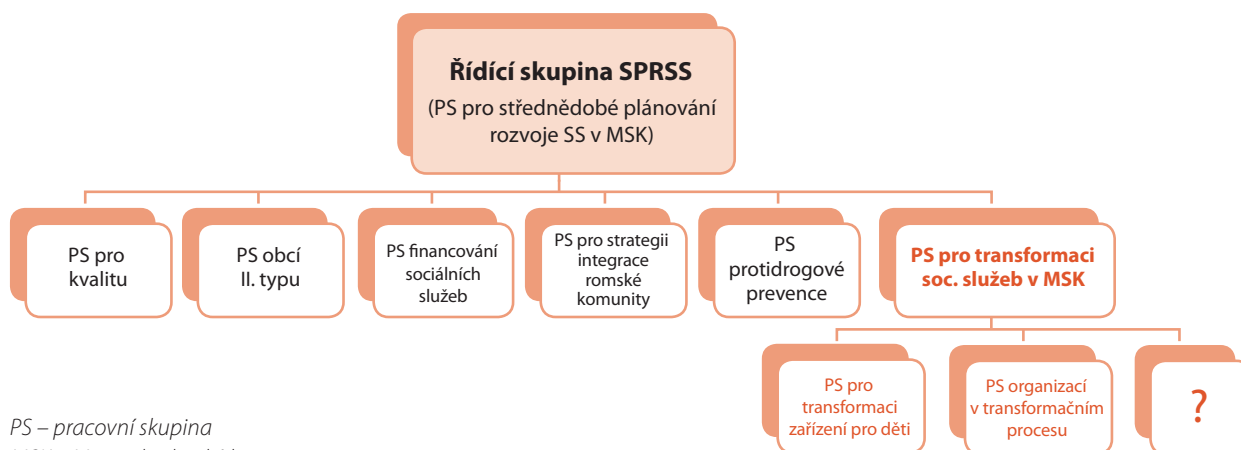 Řídící skupina SPRSS
(PS pro střednědobé plánování
rozvoje SS v MSK)
PS pro
kvalitu
PS obcí
II. typu
PS financování
sociálních
služeb
PS pro strategii
integrace
romské
komunity
PS
protidrogové
prevence
PS pro transformaci
soc. služeb v MSK
PS pro
transformaci
zařízení pro děti
PS organizací
v transformačním
procesu
?
PS – pracovní skupina